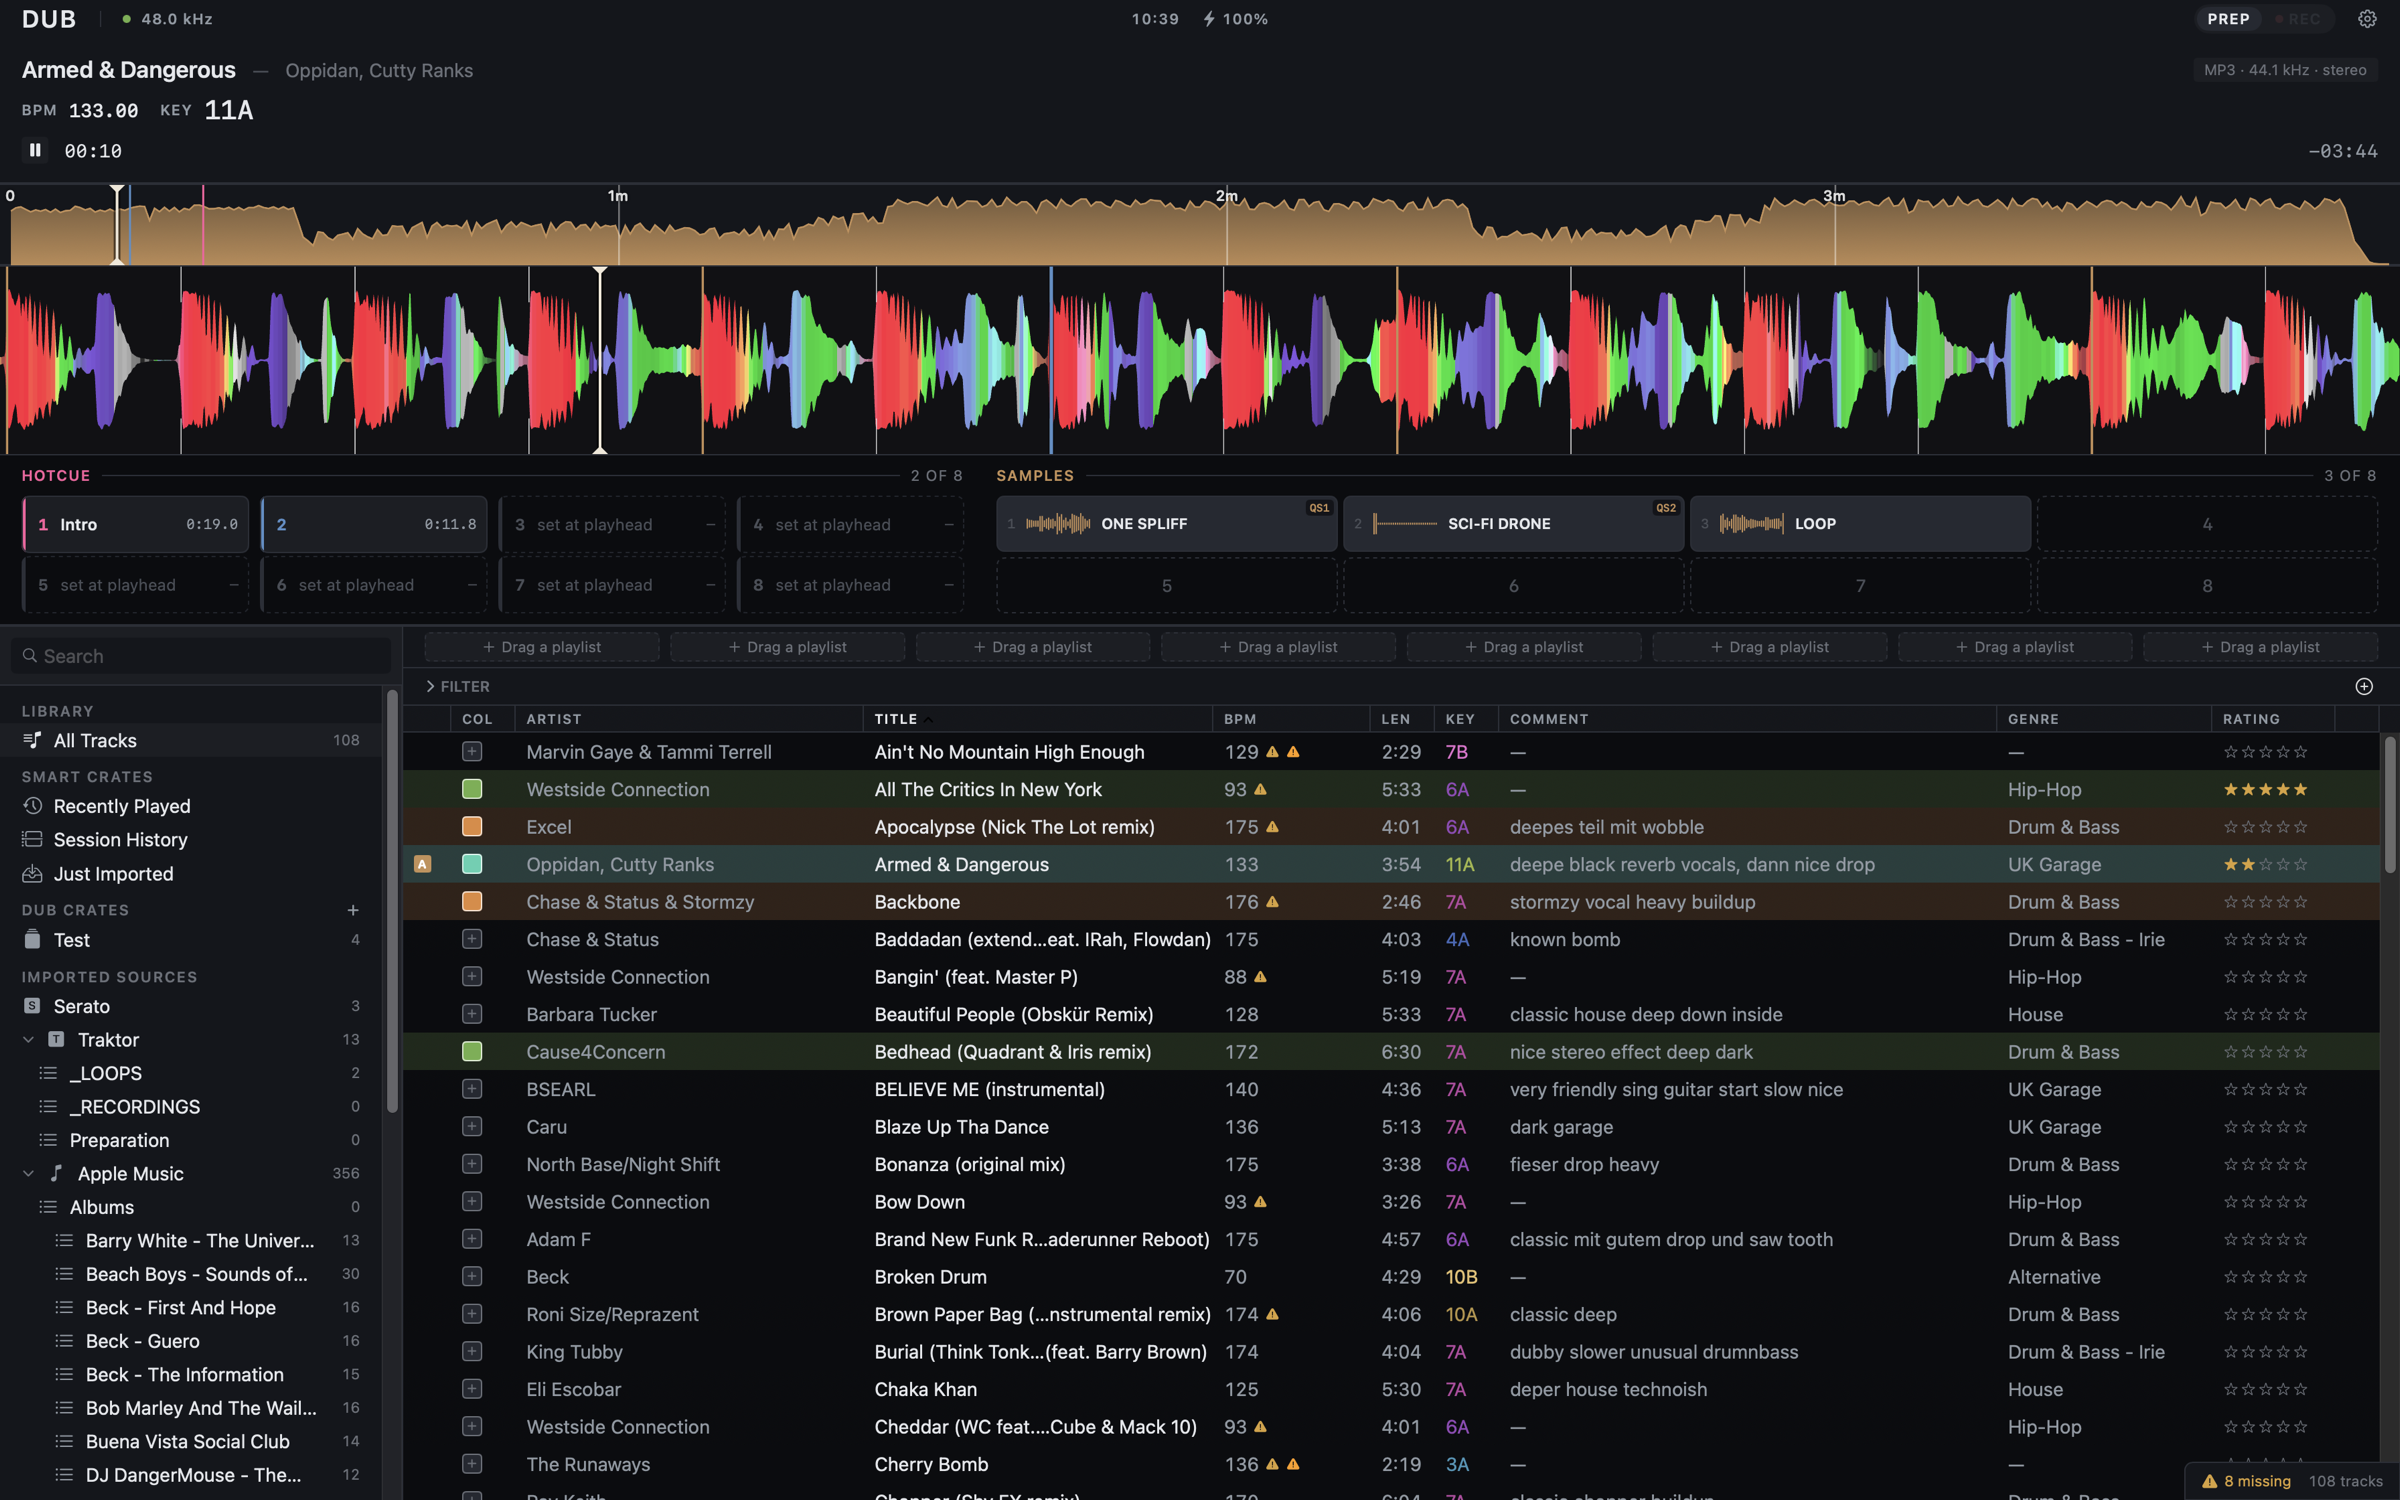 DUB 48.0 kHz 10:39 100% PREP REC
Armed & Dangerous — Oppidan, Cutty Ranks MP3 · 44.1 kHz · stereo
BPM 133.00 KEY 11A
00:10 −03:44
0 1m 2m 3m
HOTCUE 2 OF 8 SAMPLES 3 OF 8
1 Intro 0:19.0 2 0:11.8 3 set at playhead — 4 set at playhead — 1 ONE SPLIFF QS1 2 SCI-FI DRONE QS2 3 LOOP 4
5 set at playhead — 6 set at playhead — 7 set at playhead — 8 set at playhead — 5 6 7 8
Search
+ Drag a playlist + Drag a playlist + Drag a playlist + Drag a playlist + Drag a playlist + Drag a playlist + Drag a playlist + Drag a playlist
FILTER
LIBRARY
All Tracks 108
SMART CRATES
Recently Played
Session History
Just Imported
DUB CRATES +
Test 4
IMPORTED SOURCES
S Serato 3
T Traktor 13
_LOOPS 2
_RECORDINGS 0
Preparation 0
Apple Music 356
Albums 0
Barry White - The Univer... 13
Beach Boys - Sounds of... 30
Beck - First And Hope 16
Beck - Guero 16
Beck - The Information 15
Bob Marley And The Wail... 16
Buena Vista Social Club 14
DJ DangerMouse - The... 12
COL ARTIST TITLE BPM LEN KEY COMMENT GENRE RATING
Marvin Gaye & Tammi Terrell Ain't No Mountain High Enough 129 2:29 7B — —
Westside Connection All The Critics In New York 93 5:33 6A — Hip-Hop
Excel Apocalypse (Nick The Lot remix) 175 4:01 6A deepes teil mit wobble Drum & Bass
A Oppidan, Cutty Ranks Armed & Dangerous 133 3:54 11A deepe black reverb vocals, dann nice drop UK Garage
Chase & Status & Stormzy Backbone 176 2:46 7A stormzy vocal heavy buildup Drum & Bass
Chase & Status Baddadan (extend...eat. IRah, Flowdan) 175 4:03 4A known bomb Drum & Bass - Irie
Westside Connection Bangin' (feat. Master P) 88 5:19 7A — Hip-Hop
Barbara Tucker Beautiful People (Obskür Remix) 128 5:33 7A classic house deep down inside House
Cause4Concern Bedhead (Quadrant & Iris remix) 172 6:30 7A nice stereo effect deep dark Drum & Bass
BSEARL BELIEVE ME (instrumental) 140 4:36 7A very friendly sing guitar start slow nice UK Garage
Caru Blaze Up Tha Dance 136 5:13 7A dark garage UK Garage
North Base/Night Shift Bonanza (original mix) 175 3:38 6A fieser drop heavy Drum & Bass
Westside Connection Bow Down 93 3:26 7A — Hip-Hop
Adam F Brand New Funk R...aderunner Reboot) 175 4:57 6A classic mit gutem drop und saw tooth Drum & Bass
Beck Broken Drum 70 4:29 10B — Alternative
Roni Size/Reprazent Brown Paper Bag (...nstrumental remix) 174 4:06 10A classic deep Drum & Bass
King Tubby Burial (Think Tonk...(feat. Barry Brown) 174 4:04 7A dubby slower unusual drumnbass Drum & Bass - Irie
Eli Escobar Chaka Khan 125 5:30 7A deper house technoish House
Westside Connection Cheddar (WC feat....Cube & Mack 10) 93 4:01 6A — Hip-Hop
The Runaways Cherry Bomb 136 2:19 3A — —
8 missing 108 tracks